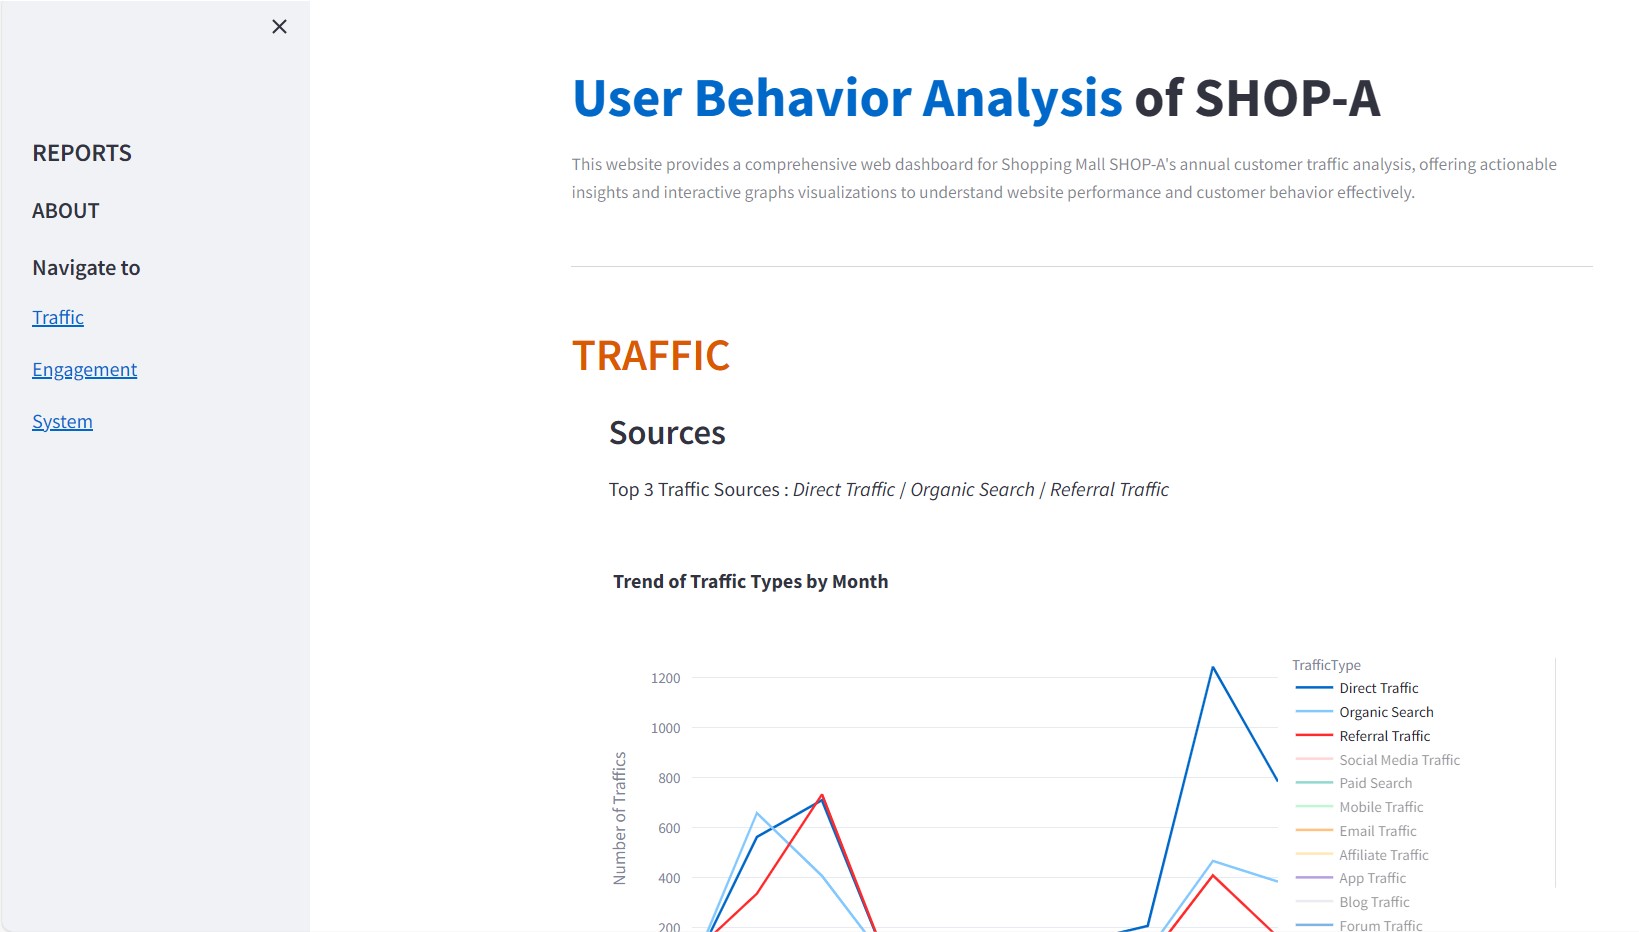 REPORTS
ABOUT
Navigate to
Traffic
Engagement
System
User Behavior Analysis of SHOP-A
This website provides a comprehensive web dashboard for Shopping Mall SHOP-A's annual customer traffic analysis, offering actionable
insights and interactive graphs visualizations to understand website performance and customer behavior effectively.
TRAFFIC
Sources
Top 3 Traffic Sources : Direct Traffic / Organic Search / Referral Traffic
Trend of Traffic Types by Month
Number of Traffics
1200
1000
800
600
400
200
TrafficType
Direct Traffic
Organic Search
Referral Traffic
Social Media Traffic
Paid Search
Mobile Traffic
Email Traffic
Affiliate Traffic
App Traffic
Blog Traffic
Forum Traffic